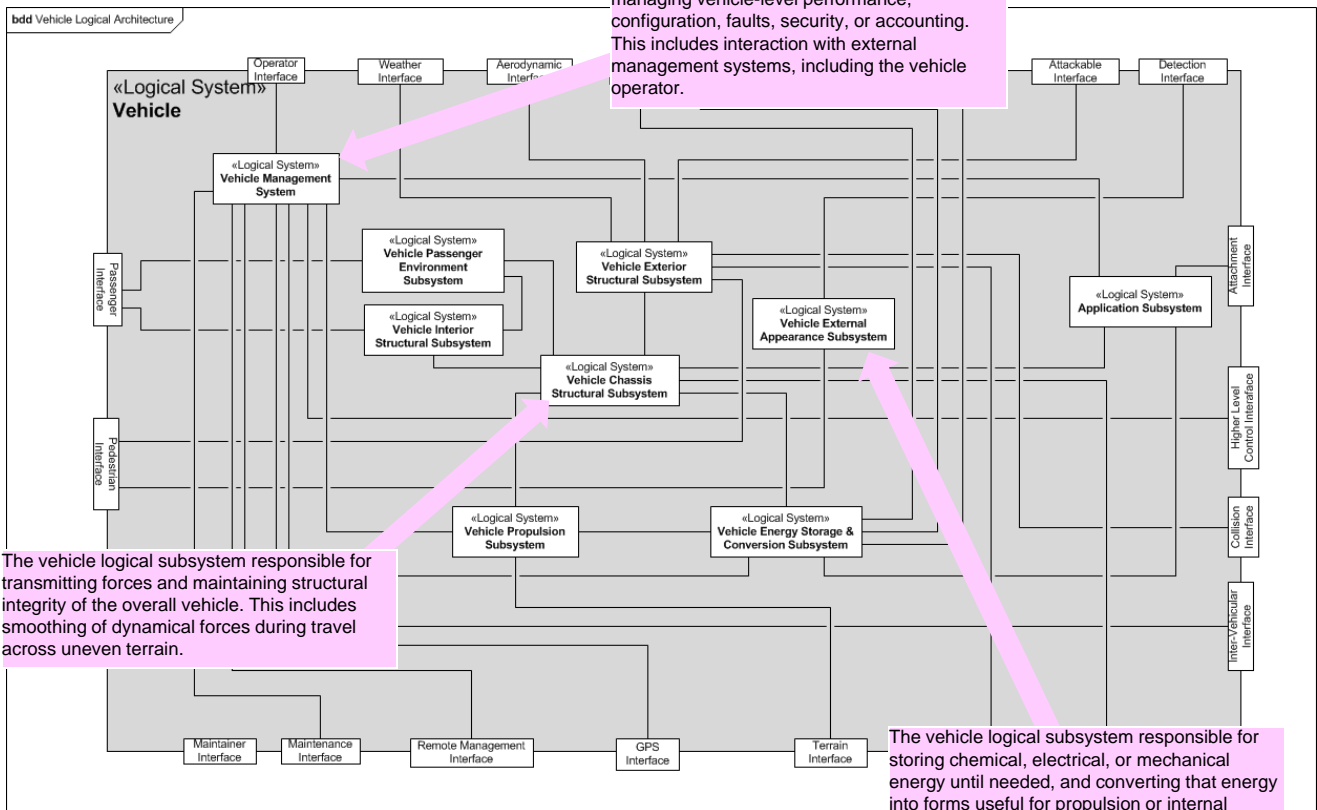 managing vehicle-level performance,
configuration, faults, security, or accounting.
This includes interaction with external
management systems, including the vehicle
operator.
bdd Vehicle Logical Architecture
Operator
Interface
Weather
Interface
Aerodynamic
Attackable
Interface
Detection
Interface
«Logical System»
Vehicle
«Logical System»
Vehicle Management
System
«Logical System»
Vehicle Passenger
Environment
Subsystem
«Logical System»
Vehicle Exterior
Structural Subsystem
Passenger
Interface
Attachment
Interface
«Logical System»
Application Subsystem
«Logical System»
Vehicle Interior
Structural Subsystem
«Logical System»
Vehicle External
Appearance Subsystem
«Logical System»
Vehicle Chassis
Structural Subsystem
Higher Level
Control Interaface
Pedestrian
Interface
«Logical System»
Vehicle Propulsion
Subsystem
«Logical System»
Vehicle Energy Storage &
Conversion Subsystem
Collision
Interface
The vehicle logical subsystem responsible for
transmitting forces and maintaining structural
integrity of the overall vehicle. This includes
smoothing of dynamical forces during travel
across uneven terrain.
Inter-Vehicular
Interface
Maintainer
Interface
Maintenance
Interface
Remote Management
Interface
GPS
Interface
Terrain
Interface
The vehicle logical subsystem responsible for
storing chemical, electrical, or mechanical
energy until needed, and converting that energy
into forms useful for propulsion or internal